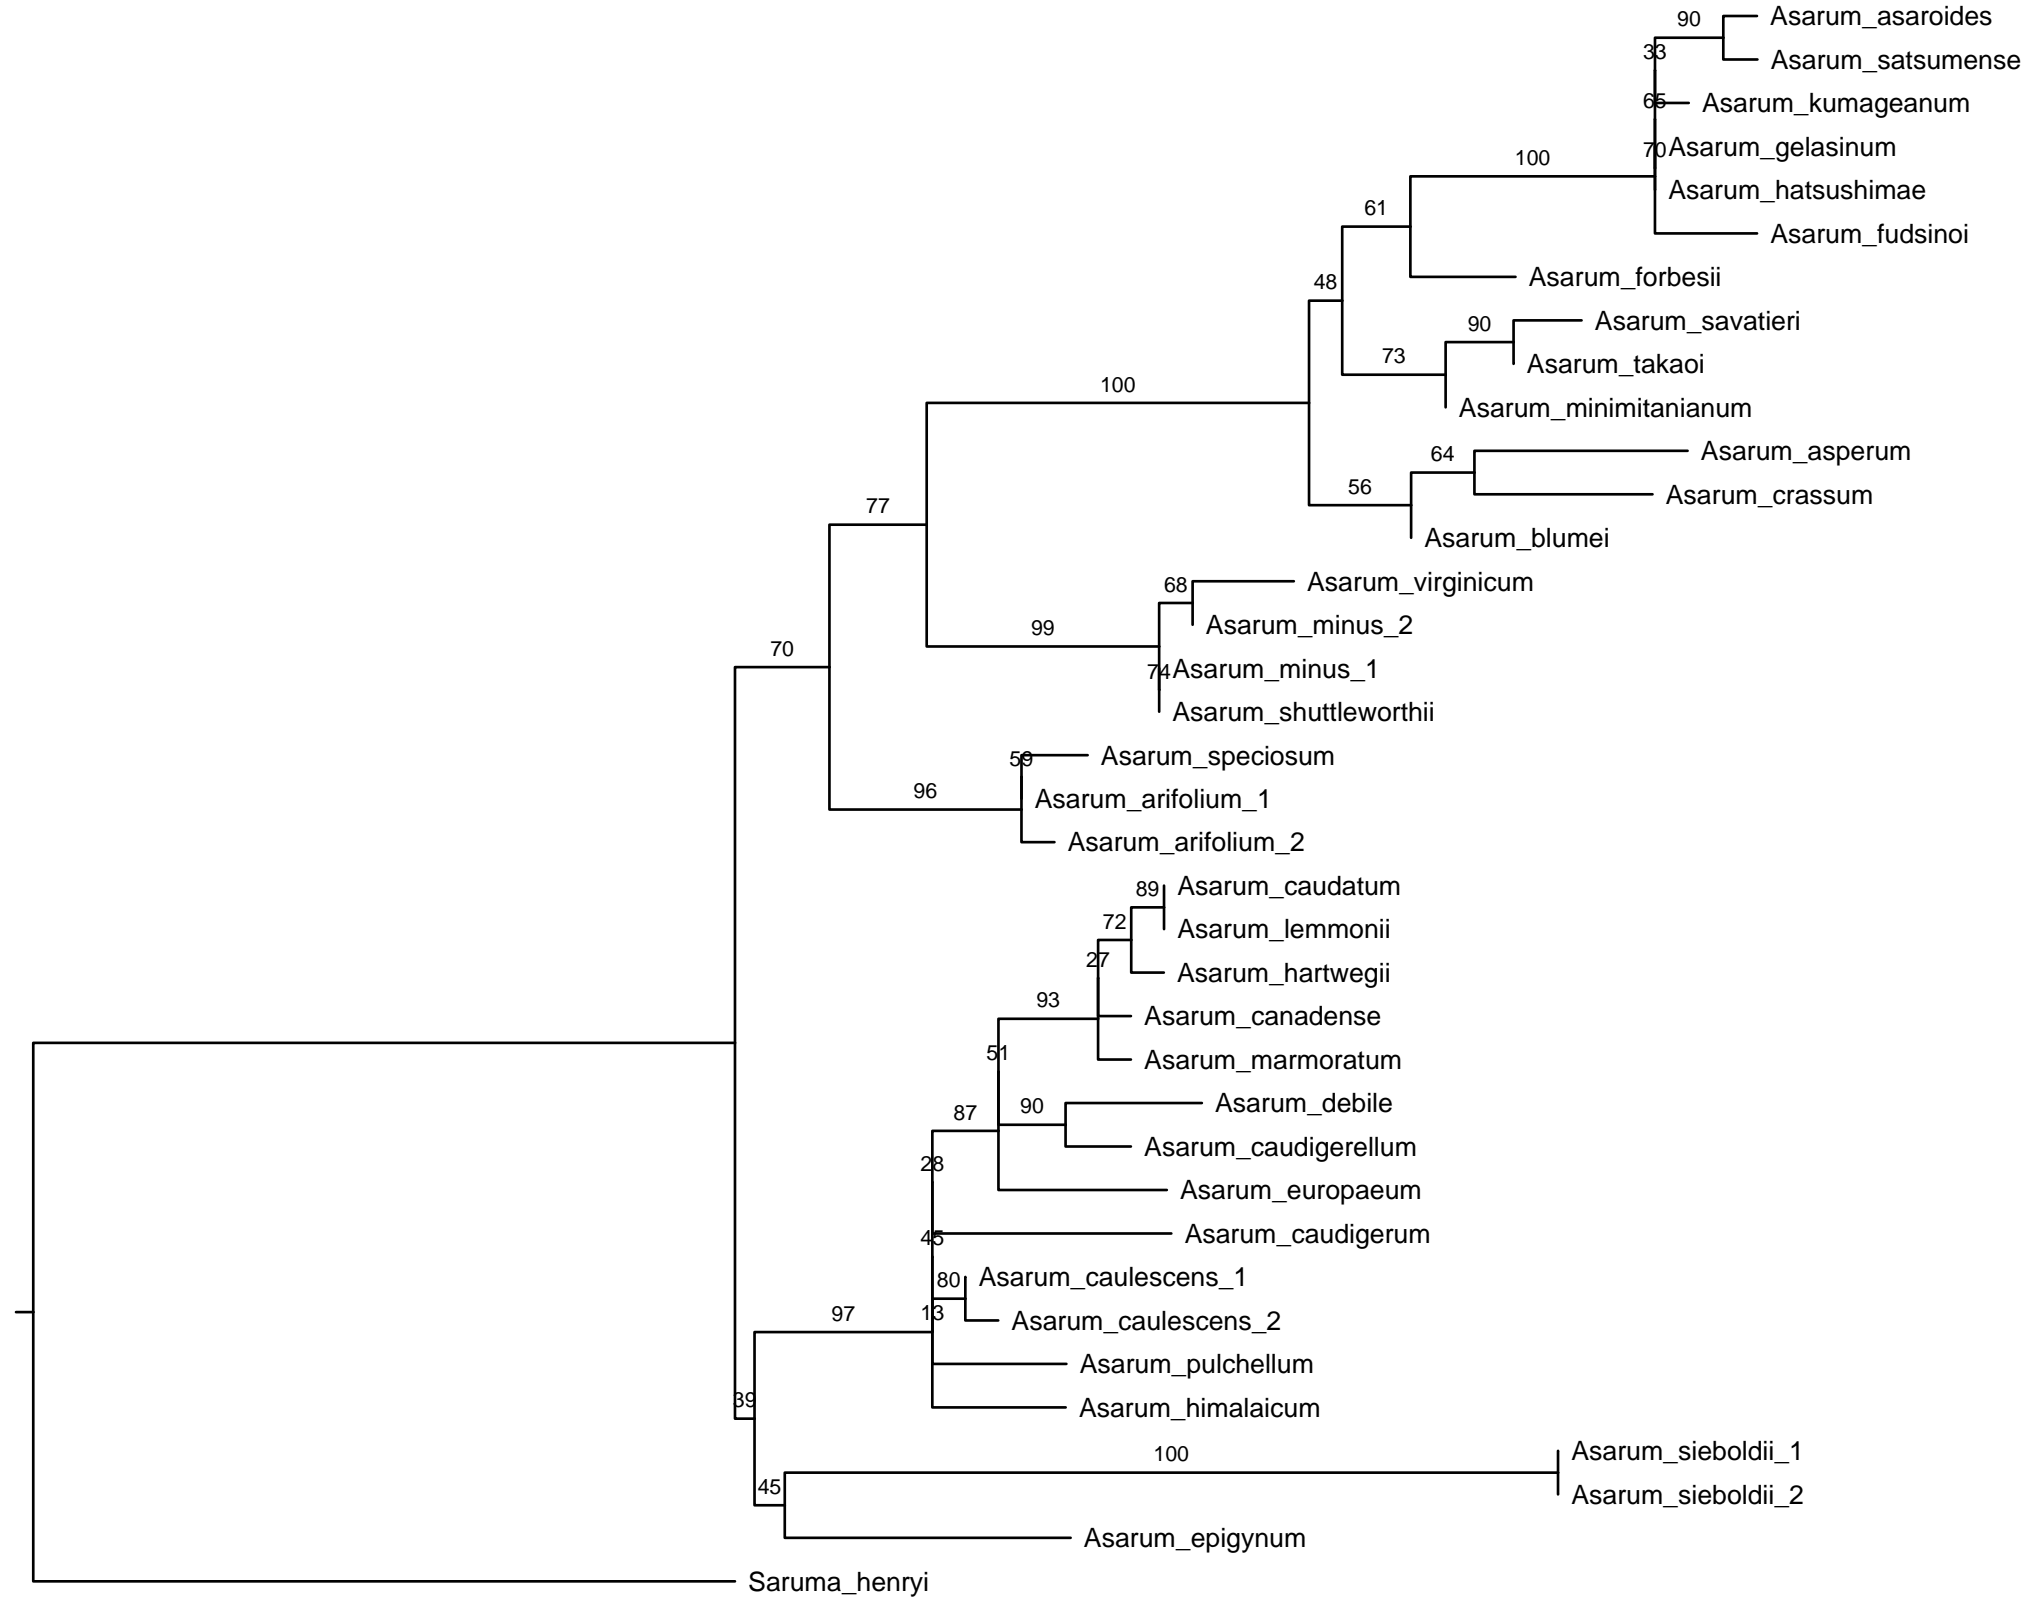 90
Asarum_asaroides
33
Asarum_satsumense
65
Asarum_kumageanum
70
Asarum_gelasinum
100
Asarum_hatsushimae
61
Asarum_fudsinoi
48
Asarum_forbesii
90
Asarum_savatieri
73
Asarum_takaoi
100
Asarum_minimitanianum
64
Asarum_asperum
56
Asarum_crassum
77
Asarum_blumei
68
Asarum_virginicum
99
Asarum_minus_2
70
74
Asarum_minus_1
Asarum_shuttleworthii
59
Asarum_speciosum
96
Asarum_arifolium_1
Asarum_arifolium_2
89
Asarum_caudatum
72
Asarum_lemmonii
27
Asarum_hartwegii
93
Asarum_canadense
51
Asarum_marmoratum
90
Asarum_debile
87
Asarum_caudigerellum
28
Asarum_europaeum
45
Asarum_caudigerum
80
Asarum_caulescens_1
97
13
Asarum_caulescens_2
Asarum_pulchellum
39
Asarum_himalaicum
100
Asarum_sieboldii_1
45
Asarum_sieboldii_2
Asarum_epigynum
Saruma_henryi